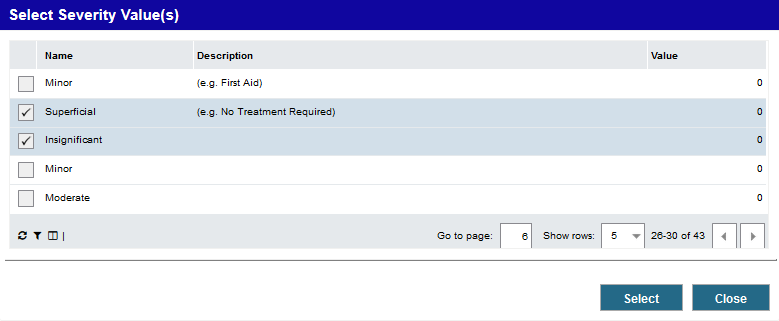 Select Severity Value(s)
Name Description Value
Minor (e.g. First Aid) 0
Superficial (e.g. No Treatment Required) 0
Insignificant 0
Minor 0
Moderate 0
Go to page: 6 Show rows: 5 26-30 of 43
Select Close